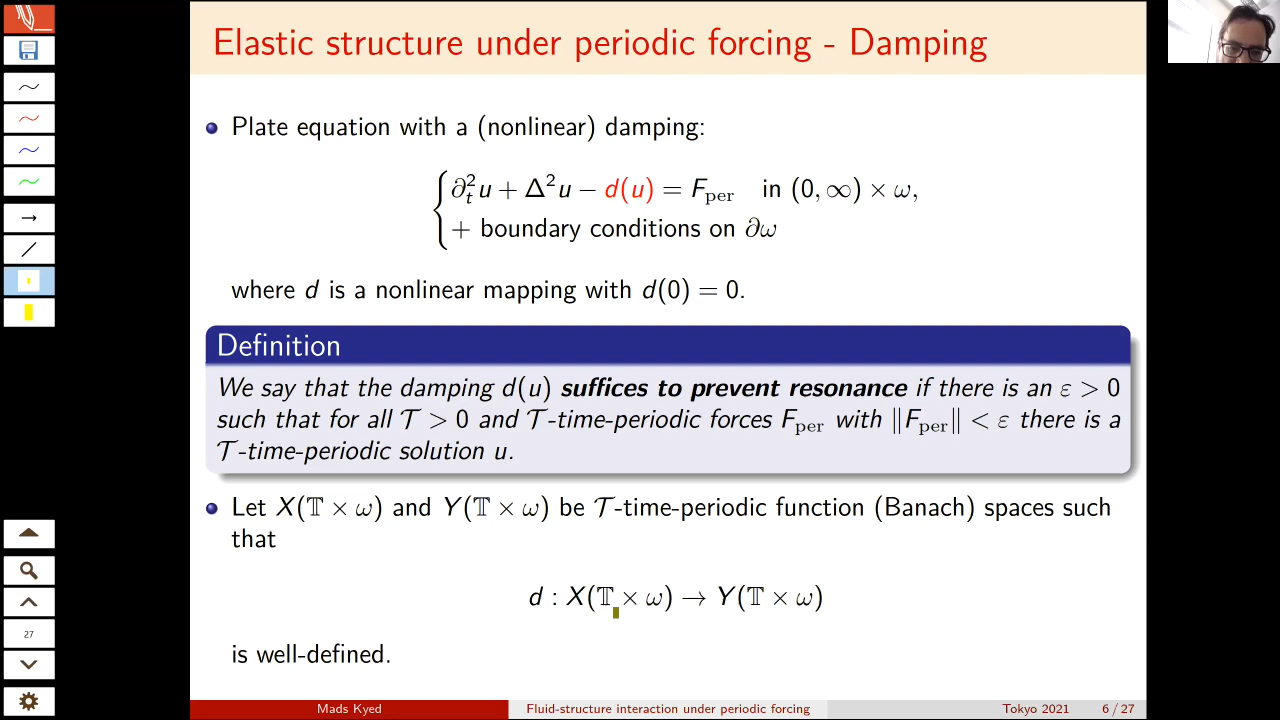 Elastic structure under periodic forcing - Damping
Plate equation with a (nonlinear) damping:
∂_t^2 u + Δ^2 u − d(u) = F_per in (0, ∞) × ω,
+ boundary conditions on ∂ω
where d is a nonlinear mapping with d(0) = 0.
Definition
We say that the damping d(u) suffices to prevent resonance if there is an ε > 0
such that for all 𝒯 > 0 and 𝒯-time-periodic forces F_per with ‖F_per‖ < ε there is a
𝒯-time-periodic solution u.
Let X(𝕋 × ω) and Y(𝕋 × ω) be 𝒯-time-periodic function (Banach) spaces such
that
d : X(𝕋 × ω) → Y(𝕋 × ω)
is well-defined.
27
Mads Kyed Fluid-structure interaction under periodic forcing Tokyo 2021 6 / 27